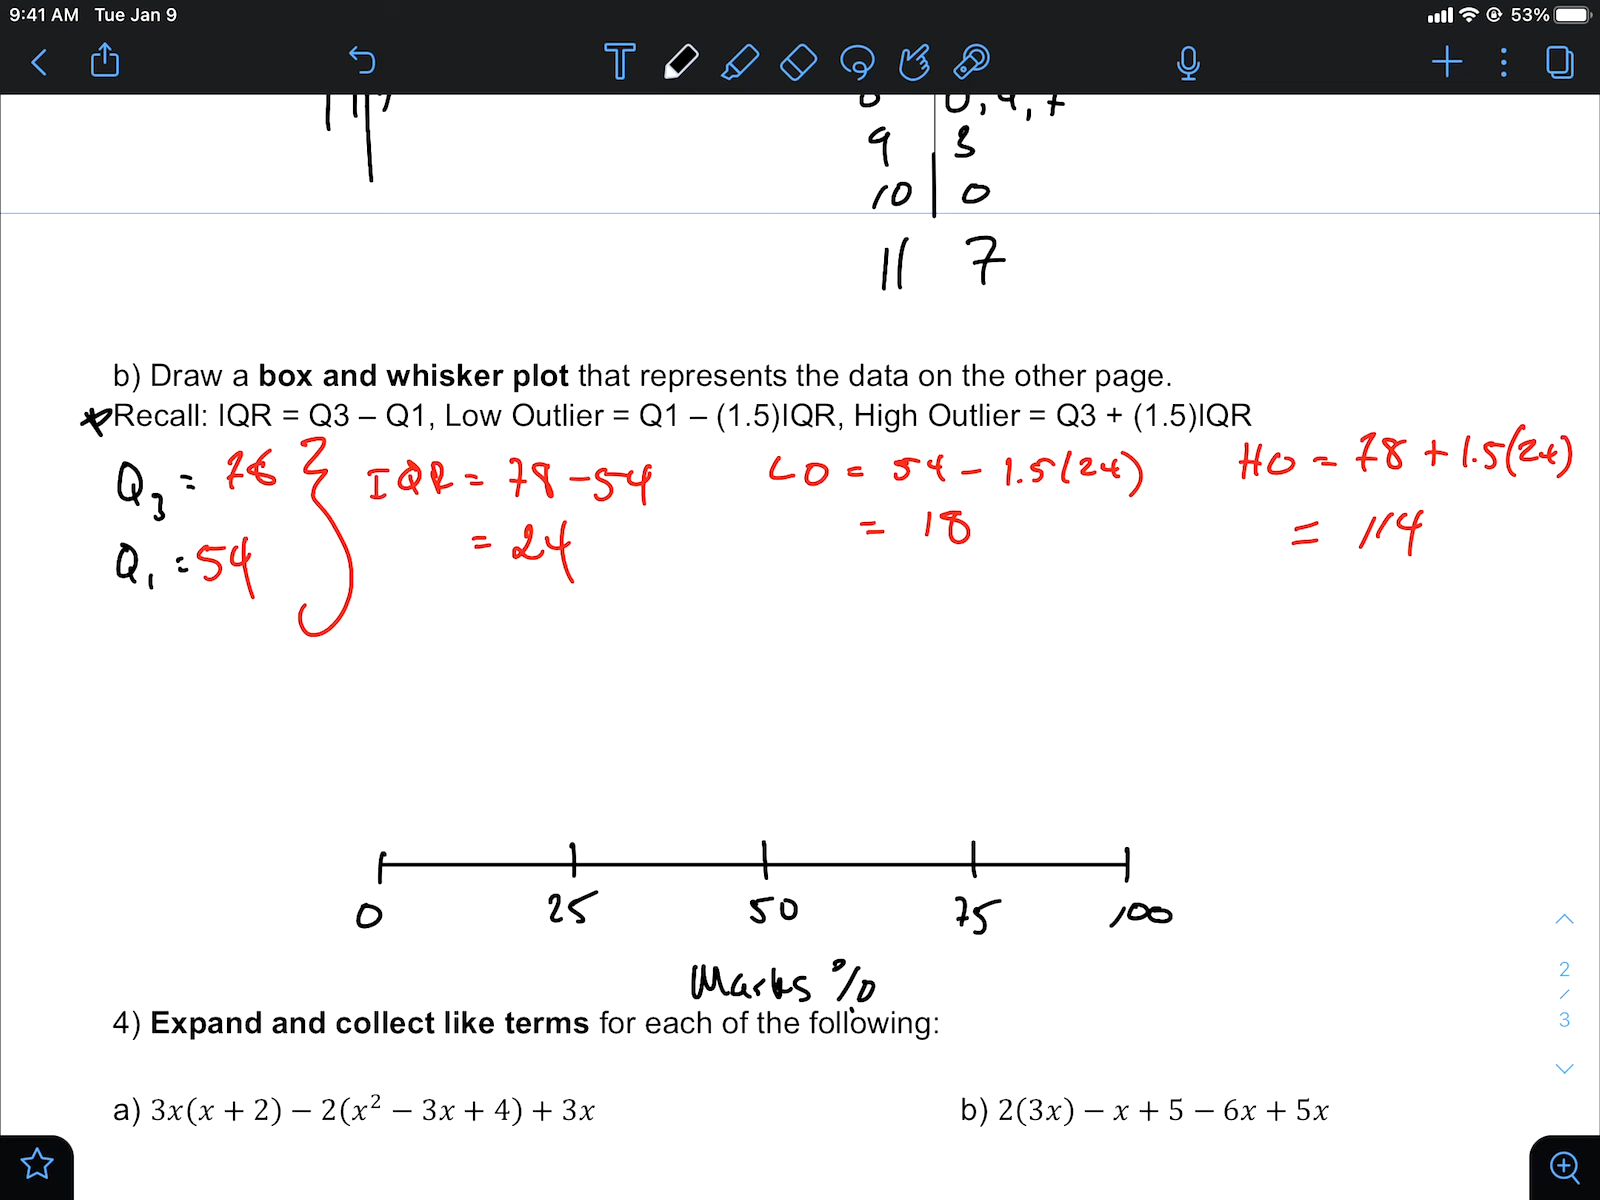 9:41 AM Tue Jan 9 53%
T
9 | 3
10 | 0
11 7
b) Draw a box and whisker plot that represents the data on the other page.
Recall: IQR = Q3 – Q1, Low Outlier = Q1 – (1.5)IQR, High Outlier = Q3 + (1.5)IQR
Q₃ = 78 IQR = 78 - 54 LO = 54 - 1.5(24) HO = 78 + 1.5(24)
Q₁ = 54 = 24 = 18 = 114
0 25 50 75 100
Marks %
4) Expand and collect like terms for each of the following:
a) 3x(x + 2) – 2(x² – 3x + 4) + 3x b) 2(3x) – x + 5 – 6x + 5x
2
/
3